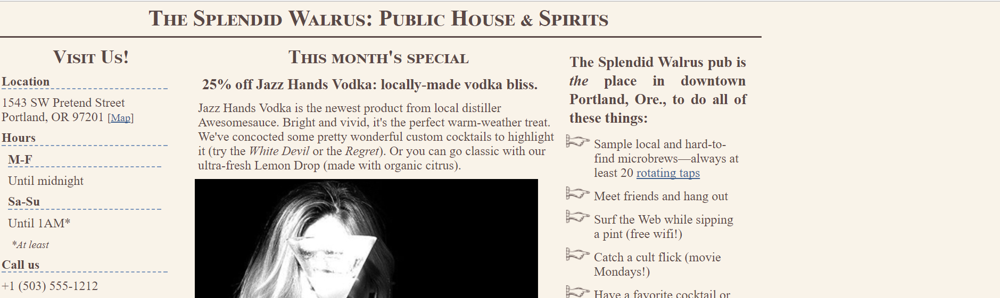 The Splendid Walrus: Public House & Spirits
Visit Us!
Location
1543 SW Pretend Street
Portland, OR 97201 [Map]
Hours
M-F
Until midnight
Sa-Su
Until 1AM*
*At least
Call us
+1 (503) 555-1212
This month's special
25% off Jazz Hands Vodka: locally-made vodka bliss.
Jazz Hands Vodka is the newest product from local distiller
Awesomesauce. Bright and vivid, it's the perfect warm-weather treat.
We've concocted some pretty wonderful custom cocktails to highlight
it (try the White Devil or the Regret). Or you can go classic with our
ultra-fresh Lemon Drop (made with organic citrus).
The Splendid Walrus pub is
the place in downtown
Portland, Ore., to do all of
these things:
Sample local and hard-to-
find microbrews—always at
least 20 rotating taps
Meet friends and hang out
Surf the Web while sipping
a pint (free wifi!)
Catch a cult flick (movie
Mondays!)
Have a favorite cocktail or